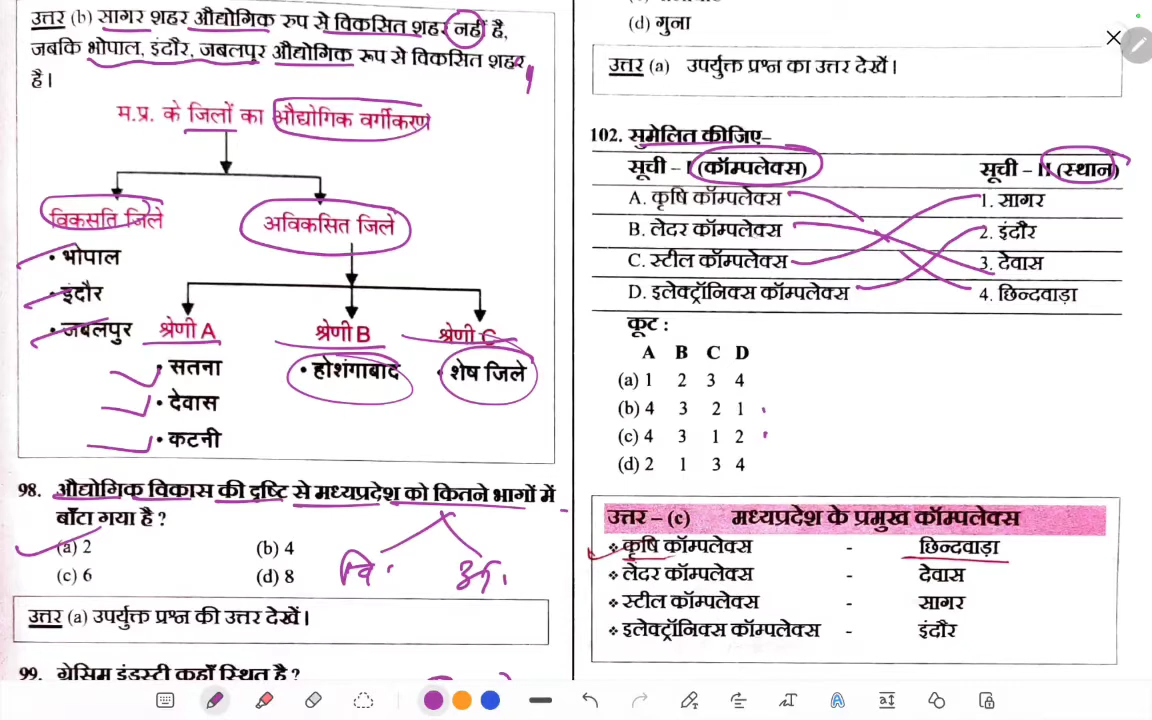 उत्तर (b) सागर शहर औद्योगिक रुप से विकसित शहर नहीं है,
जबकि भोपाल, इंदौर, जबलपुर औद्योगिक रूप से विकसित शहर
है।
म.प्र. के जिलों का औद्योगिक वर्गीकरण
विकसति जिले
अविकसित जिले
• भोपाल
• इंदौर
• जबलपुर
श्रेणी A
श्रेणी B
श्रेणी C
• सतना
• होशंगाबाद
• शेष जिले
• देवास
• कटनी
98. औद्योगिक विकास की दृष्टि से मध्यप्रदेश को कितने भागों में
बाँटा गया है ?
(a) 2 (b) 4
(c) 6 (d) 8
वि. अ.
उत्तर (a) उपर्युक्त प्रश्न की उत्तर देखें।
99. ग्रेसिम इंडस्टी कहाँ स्थित है ?
(d) गुना
उत्तर (a) उपर्युक्त प्रश्न का उत्तर देखें।
102. सुमेलित कीजिए–
सूची – I (कॉम्पलेक्स) सूची – II (स्थान)
A. कृषि कॉम्पलेक्स 1. सागर
B. लेदर कॉम्पलेक्स 2. इंदौर
C. स्टील कॉम्पलेक्स 3. देवास
D. इलेक्ट्रॉनिक्स कॉम्पलेक्स 4. छिन्दवाड़ा
कूट :
A B C D
(a) 1 2 3 4
(b) 4 3 2 1
(c) 4 3 1 2
(d) 2 1 3 4
उत्तर – (c) मध्यप्रदेश के प्रमुख कॉम्पलेक्स
❖ कृषि कॉम्पलेक्स - छिन्दवाड़ा
❖ लेदर कॉम्पलेक्स - देवास
❖ स्टील कॉम्पलेक्स - सागर
❖ इलेक्ट्रॉनिक्स कॉम्पलेक्स - इंदौर